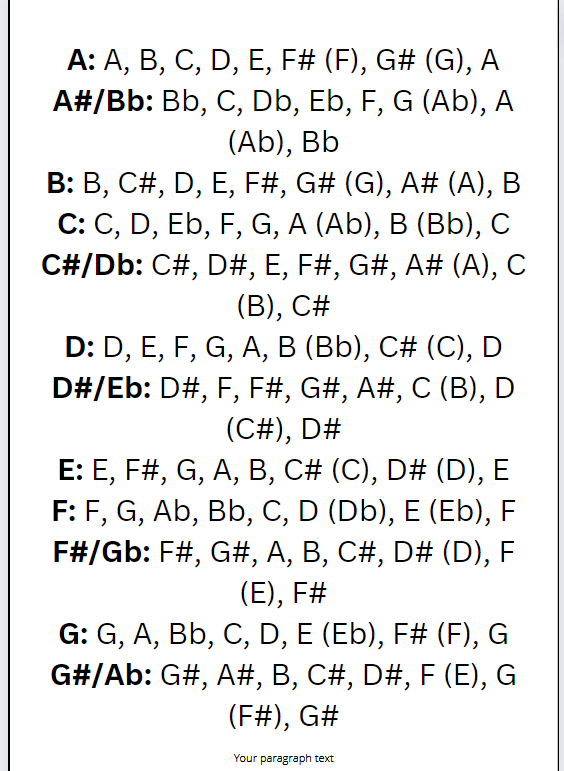 A: A, B, C, D, E, F# (F), G# (G), A
A#/Bb: Bb, C, Db, Eb, F, G (Ab), A
(Ab), Bb
B: B, C#, D, E, F#, G# (G), A# (A), B
C: C, D, Eb, F, G, A (Ab), B (Bb), C
C#/Db: C#, D#, E, F#, G#, A# (A), C
(B), C#
D: D, E, F, G, A, B (Bb), C# (C), D
D#/Eb: D#, F, F#, G#, A#, C (B), D
(C#), D#
E: E, F#, G, A, B, C# (C), D# (D), E
F: F, G, Ab, Bb, C, D (Db), E (Eb), F
F#/Gb: F#, G#, A, B, C#, D# (D), F
(E), F#
G: G, A, Bb, C, D, E (Eb), F# (F), G
G#/Ab: G#, A#, B, C#, D#, F (E), G
(F#), G#
Your paragraph text